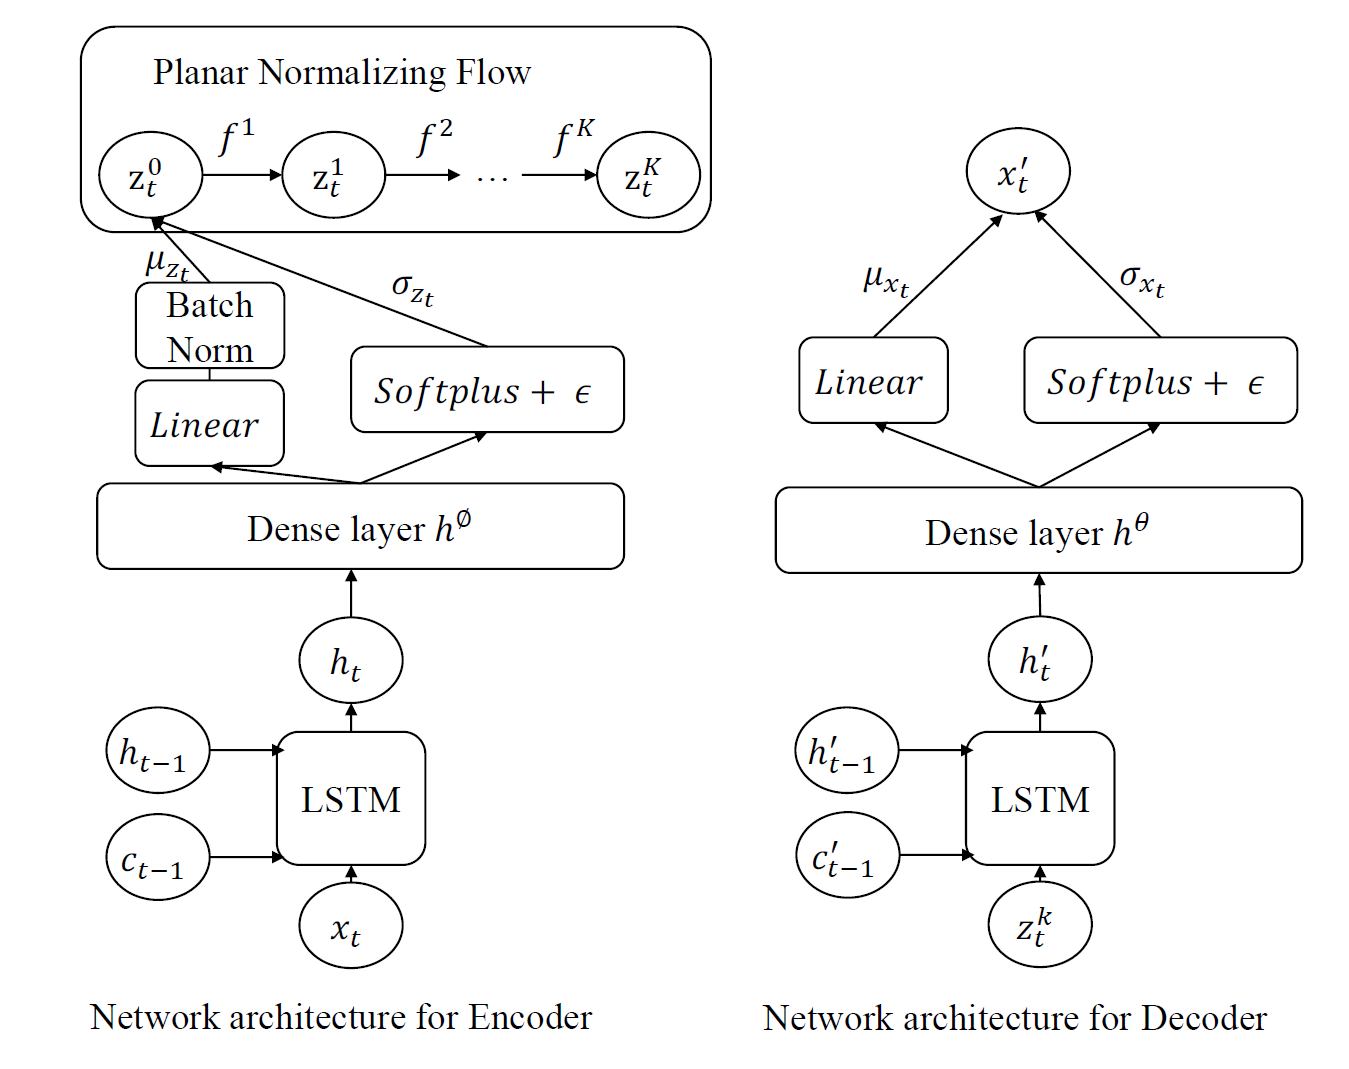 Planar Normalizing Flow
f¹ f² f^K
z_t^0 z_t^1 ... z_t^K
μ_{z_t}
σ_{z_t}
Batch
Norm
Linear
Softplus + ϵ
Dense layer h^∅
h_t
h_{t−1}
LSTM
c_{t−1}
x_t
Network architecture for Encoder
x′_t
μ_{x_t} σ_{x_t}
Linear
Softplus + ϵ
Dense layer h^θ
h′_t
h′_{t−1}
LSTM
c′_{t−1}
z_t^k
Network architecture for Decoder